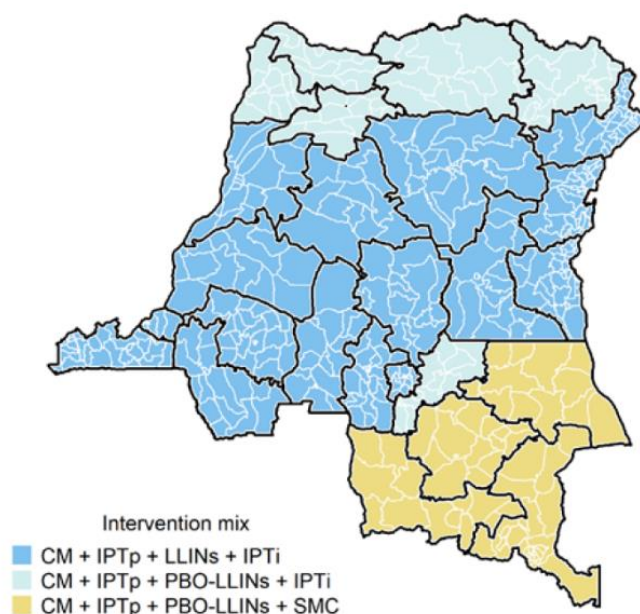 Intervention mix
CM + IPTp + LLINs + IPTi
CM + IPTp + PBO-LLINs + IPTi
CM + IPTp + PBO-LLINs + SMC